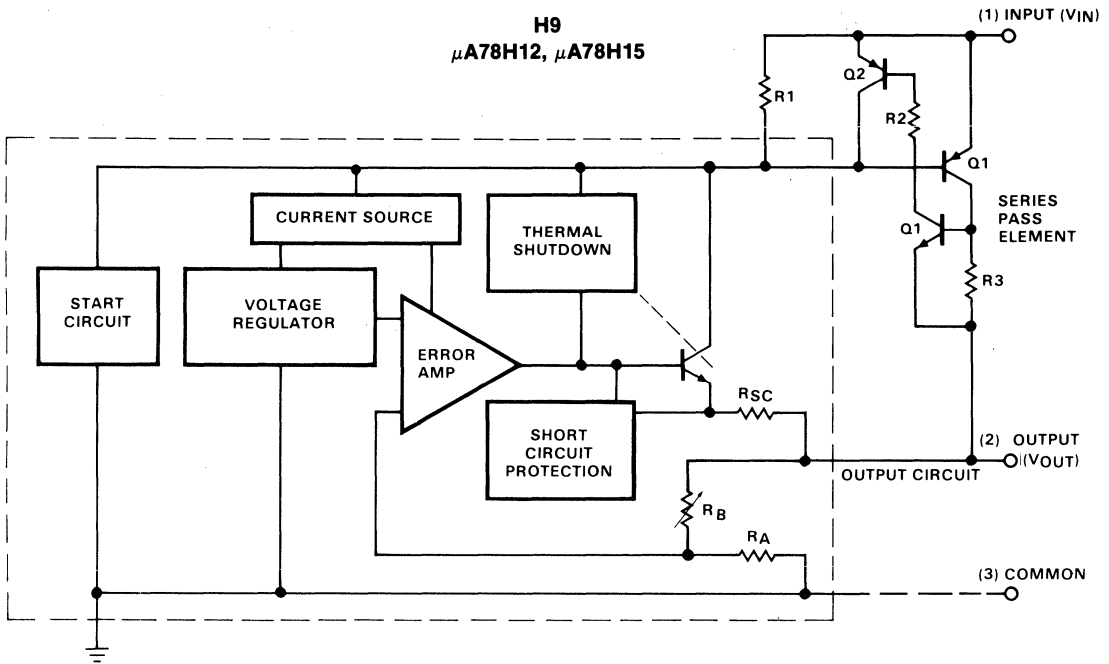 H9
μA78H12, μA78H15
(1) INPUT (VIN)
R1
Q2
R2
Q1
SERIES
PASS
ELEMENT
Q1
R3
CURRENT SOURCE
THERMAL
SHUTDOWN
START
CIRCUIT
VOLTAGE
REGULATOR
ERROR
AMP
RSC
SHORT
CIRCUIT
PROTECTION
(2) OUTPUT
(VOUT)
OUTPUT CIRCUIT
RB
RA
(3) COMMON